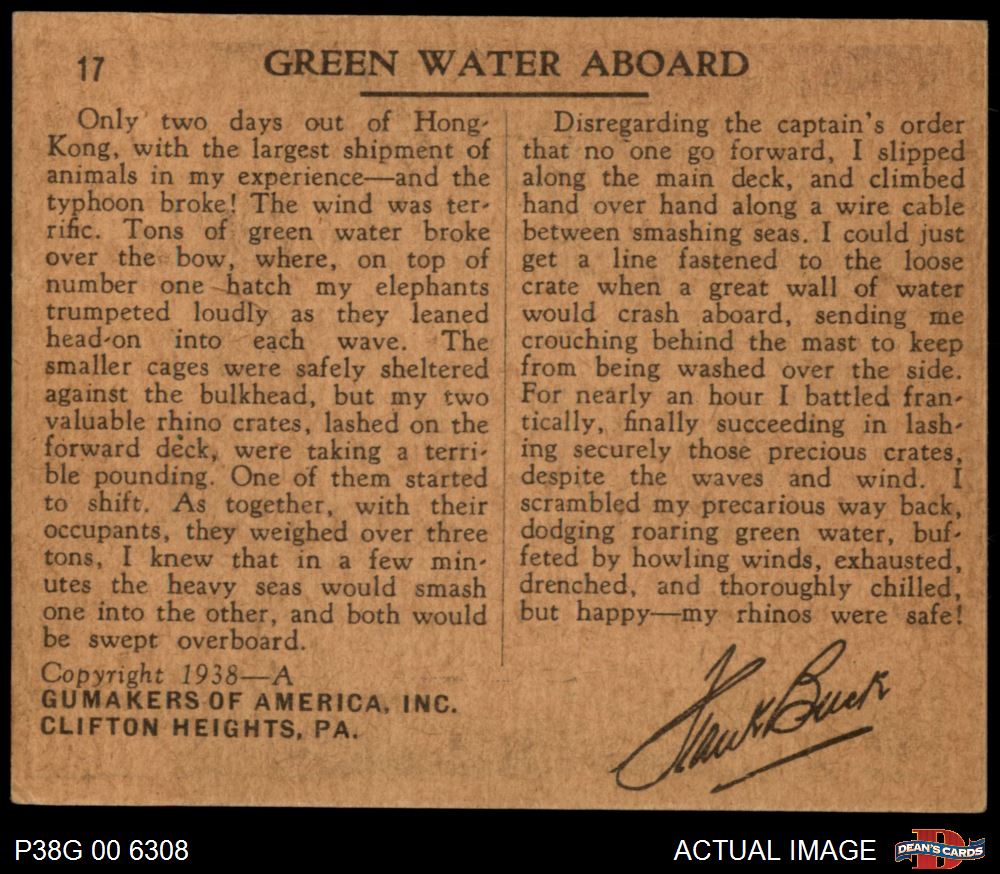 17
GREEN WATER ABOARD
Only two days out of Hong-
Kong, with the largest shipment of
animals in my experience—and the
typhoon broke! The wind was ter-
rific. Tons of green water broke
over the bow, where, on top of
number one hatch my elephants
trumpeted loudly as they leaned
head-on into each wave. The
smaller cages were safely sheltered
against the bulkhead, but my two
valuable rhino crates, lashed on the
forward deck, were taking a terri-
ble pounding. One of them started
to shift. As together, with their
occupants, they weighed over three
tons, I knew that in a few min-
utes the heavy seas would smash
one into the other, and both would
be swept overboard.
Copyright 1938—A
GUMAKERS OF AMERICA, INC.
CLIFTON HEIGHTS, PA.
Disregarding the captain's order
that no one go forward, I slipped
along the main deck, and climbed
hand over hand along a wire cable
between smashing seas. I could just
get a line fastened to the loose
crate when a great wall of water
would crash aboard, sending me
crouching behind the mast to keep
from being washed over the side.
For nearly an hour I battled fran-
tically, finally succeeding in lash-
ing securely those precious crates,
despite the waves and wind. I
scrambled my precarious way back,
dodging roaring green water, buf-
feted by howling winds, exhausted,
drenched, and thoroughly chilled,
but happy—my rhinos were safe!
Frank Buck
P38G 00 6308
ACTUAL IMAGE
D
DEAN'S CARDS